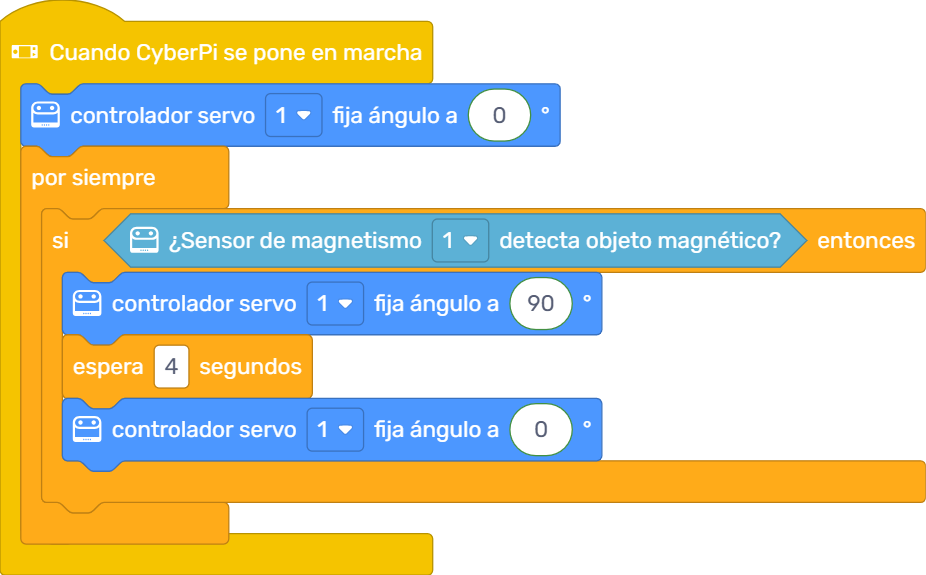 Cuando CyberPi se pone en marcha
controlador servo 1 fija ángulo a 0 °
por siempre
si ¿Sensor de magnetismo 1 detecta objeto magnético? entonces
controlador servo 1 fija ángulo a 90 °
espera 4 segundos
controlador servo 1 fija ángulo a 0 °